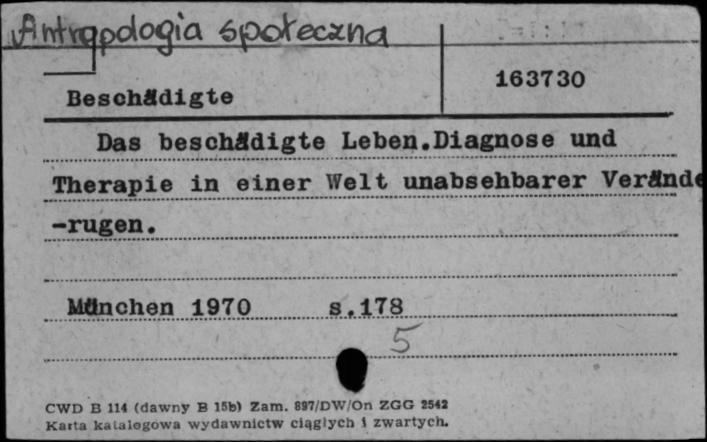 Antropologia społeczna
163730
Beschädigte
Das beschädigte Leben.Diagnose und
Therapie in einer Welt unabsehbarer Verände
-rugen.
München 1970 s.178
5
CWD B 114 (dawny B 15b) Zam. 897/DW/On ZGG 2542
Karta katalogowa wydawnictw ciągłych i zwartych.